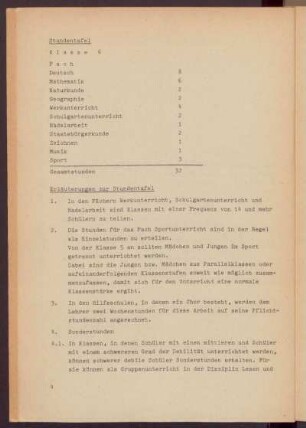 Stundentafel
K l a s s e  6
F a c h
Deutsch 8
Mathematik 6
Naturkunde 2
Geographie 2
Werkunterricht 4
Schulgartenunterricht 2
Nadelarbeit 1
Staatsbürgerkunde 2
Zeichnen 1
Musik 1
Sport 3
Gesamtstunden 32
Erläuterungen zur Stundentafel
1. In den Fächern Werkunterricht, Schulgartenunterricht und
Nadelarbeit sind Klassen mit einer Frequenz von 14 und mehr
Schülern zu teilen.
2. Die Stunden für das Fach Sportunterricht sind in der Regel
als Einzelstunden zu erteilen.
Von der Klasse 5 an sollten Mädchen und Jungen im Sport
getrennt unterrichtet werden.
Dabei sind die Jungen bzw. Mädchen aus Parallelklassen oder
aufeinanderfolgenden Klassenstufen soweit wie möglich zusam-
menzufassen, damit sich für den Unterricht eine normale
Klassenstärke ergibt.
3. In den Hilfsschulen, in denen ein Chor besteht, werden dem
Lehrer zwei Wochenstunden für diese Arbeit auf seine Pflicht-
stundenzahl angerechnet.
4. Sonderstunden
4.1. In Klassen, in denen Schüler mit einem mittleren und Schüler
mit einem schwereren Grad der Debilität unterrichtet werden,
können schwerer debile Schüler Sonderstunden erhalten. Für
sie können als Gruppenunterricht in der Disziplin Lesen und
4